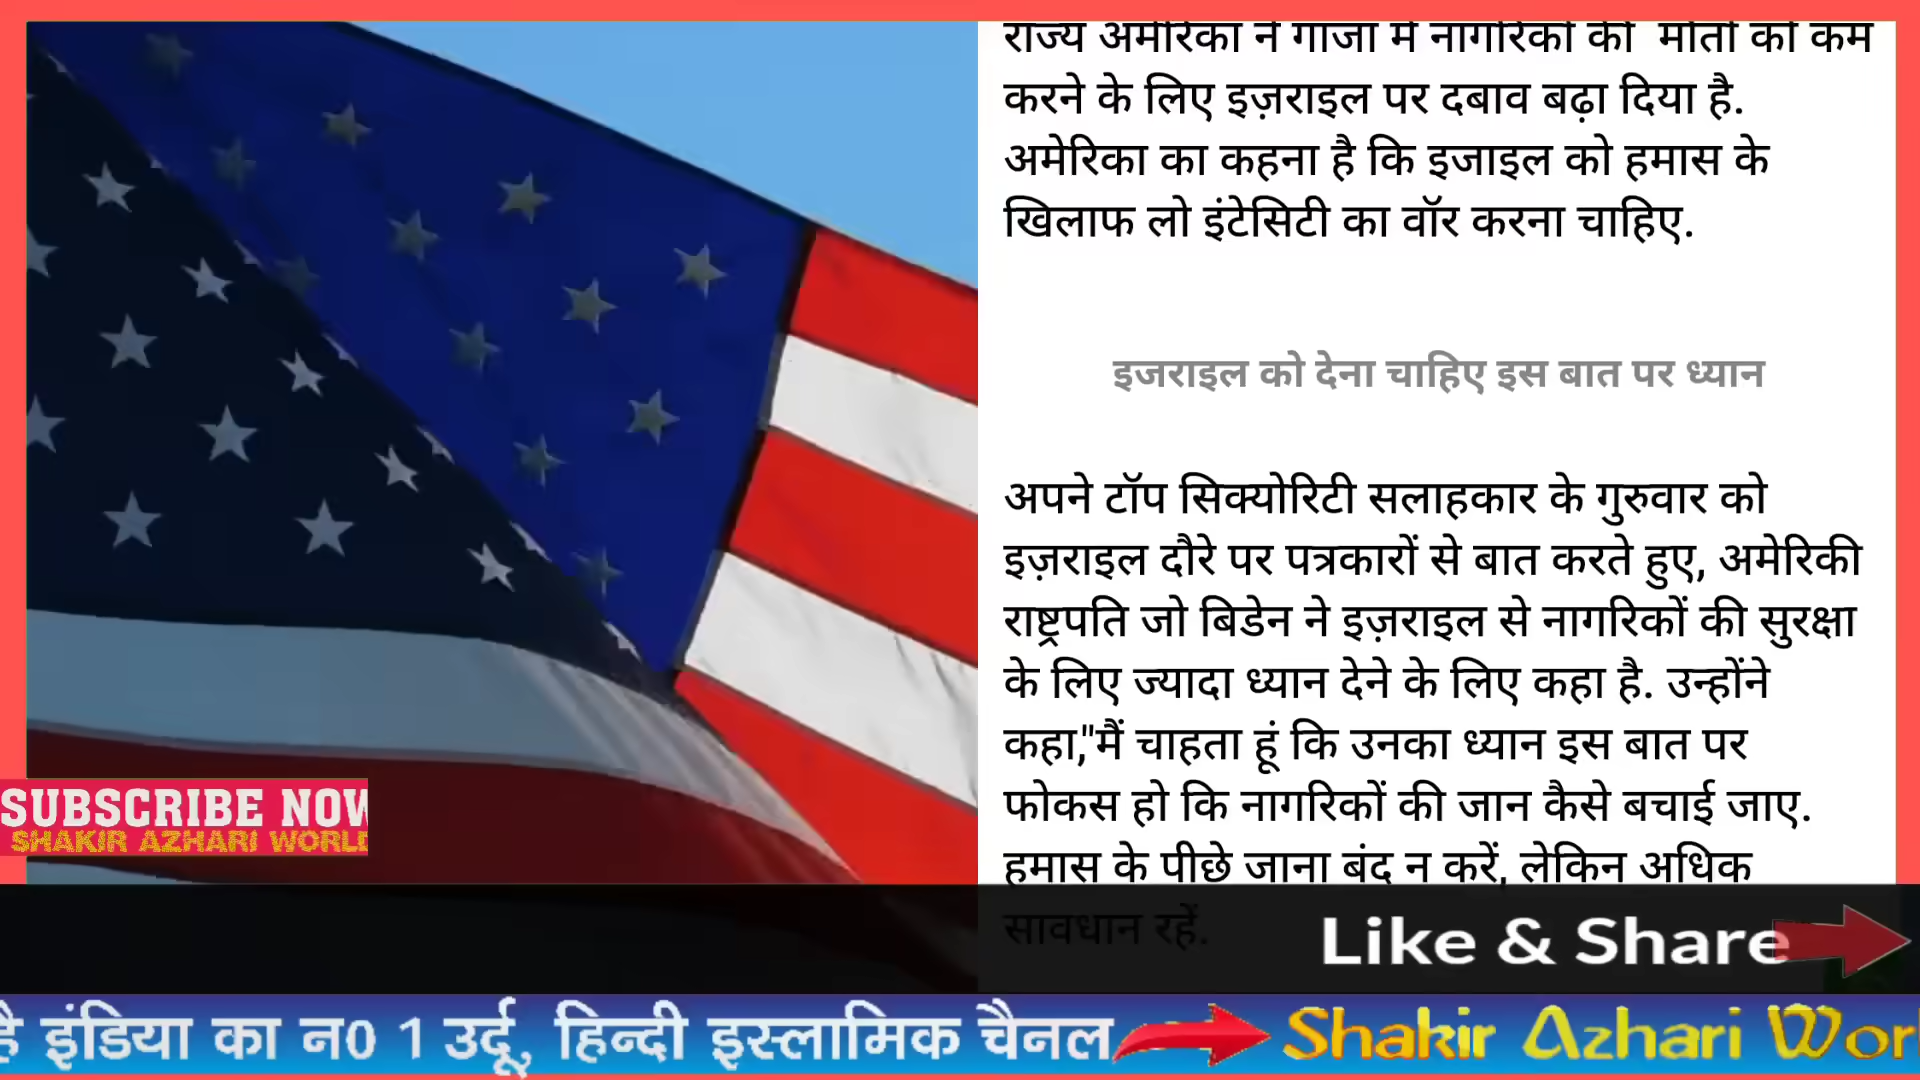 राज्य अमेरिका ने गाजा में नागरिकों की मौतों को कम
करने के लिए इज़राइल पर दबाव बढ़ा दिया है.
अमेरिका का कहना है कि इजाइल को हमास के
खिलाफ लो इंटेसिटी का वॉर करना चाहिए.
इजराइल को देना चाहिए इस बात पर ध्यान
अपने टॉप सिक्योरिटी सलाहकार के गुरुवार को
इज़राइल दौरे पर पत्रकारों से बात करते हुए, अमेरिकी
राष्ट्रपति जो बिडेन ने इज़राइल से नागरिकों की सुरक्षा
के लिए ज्यादा ध्यान देने के लिए कहा है. उन्होंने
कहा,"मैं चाहता हूं कि उनका ध्यान इस बात पर
फोकस हो कि नागरिकों की जान कैसे बचाई जाए.
हमास के पीछे जाना बंद न करें, लेकिन अधिक
सावधान रहें.
SUBSCRIBE NOW
SHAKIR AZHARI WORLD
Like & Share
है इंडिया का न0 1 उर्दू, हिन्दी इस्लामिक चैनल Shakir Azhari Wor